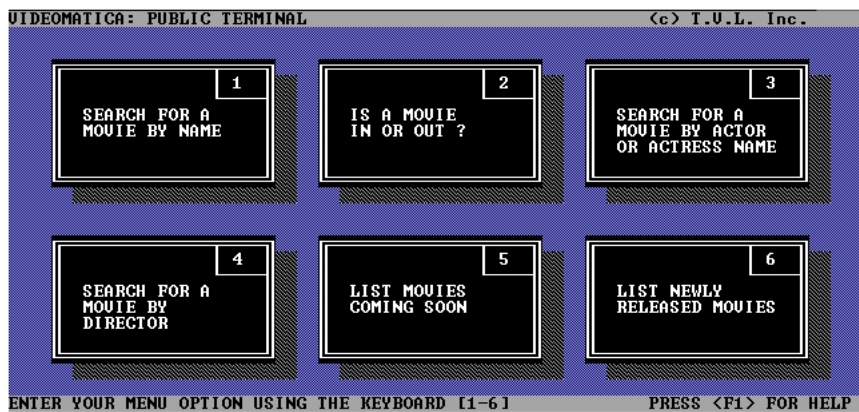 VIDEOMATICA: PUBLIC TERMINAL (c) T.V.L. Inc.
1
SEARCH FOR A
MOVIE BY NAME
2
IS A MOVIE
IN OR OUT ?
3
SEARCH FOR A
MOVIE BY ACTOR
OR ACTRESS NAME
4
SEARCH FOR A
MOVIE BY
DIRECTOR
5
LIST MOVIES
COMING SOON
6
LIST NEWLY
RELEASED MOVIES
ENTER YOUR MENU OPTION USING THE KEYBOARD [1-6] PRESS <F1> FOR HELP